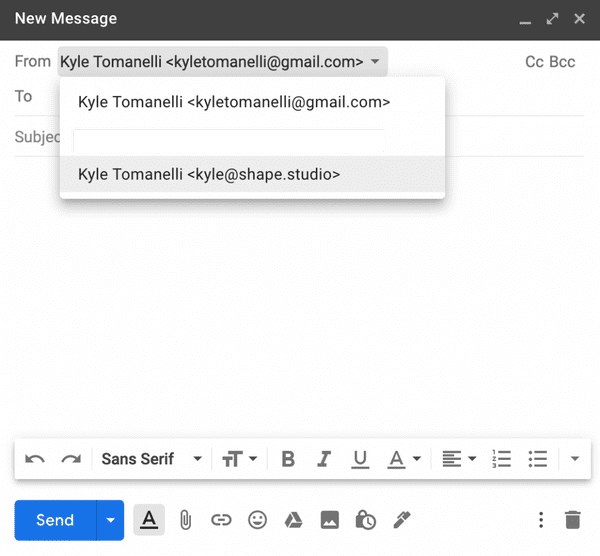 New Message
From Kyle Tomanelli <kyletomanelli@gmail.com> Cc Bcc
To
Kyle Tomanelli <kyletomanelli@gmail.com>
Subjec
Kyle Tomanelli <kyle@shape.studio>
Sans Serif
Send